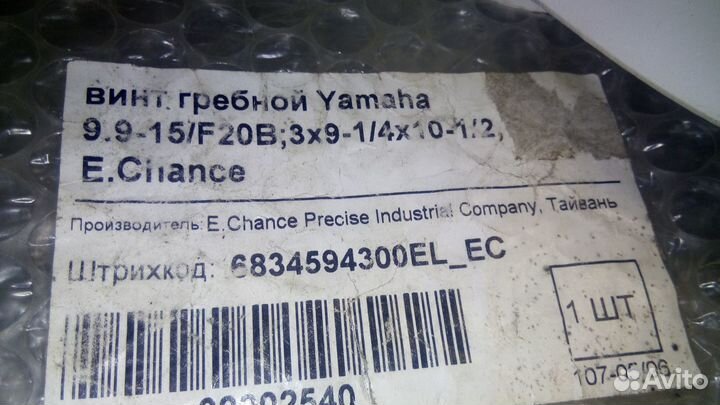 винт гребной Yamaha
9.9-15/F20B;3x9-1/4x10-1/2,
E.Chance
Производитель: E.Chance Precise Industrial Company, Тайвань
Штрихкод: 6834594300EL_EC
1 ШТ
Avito